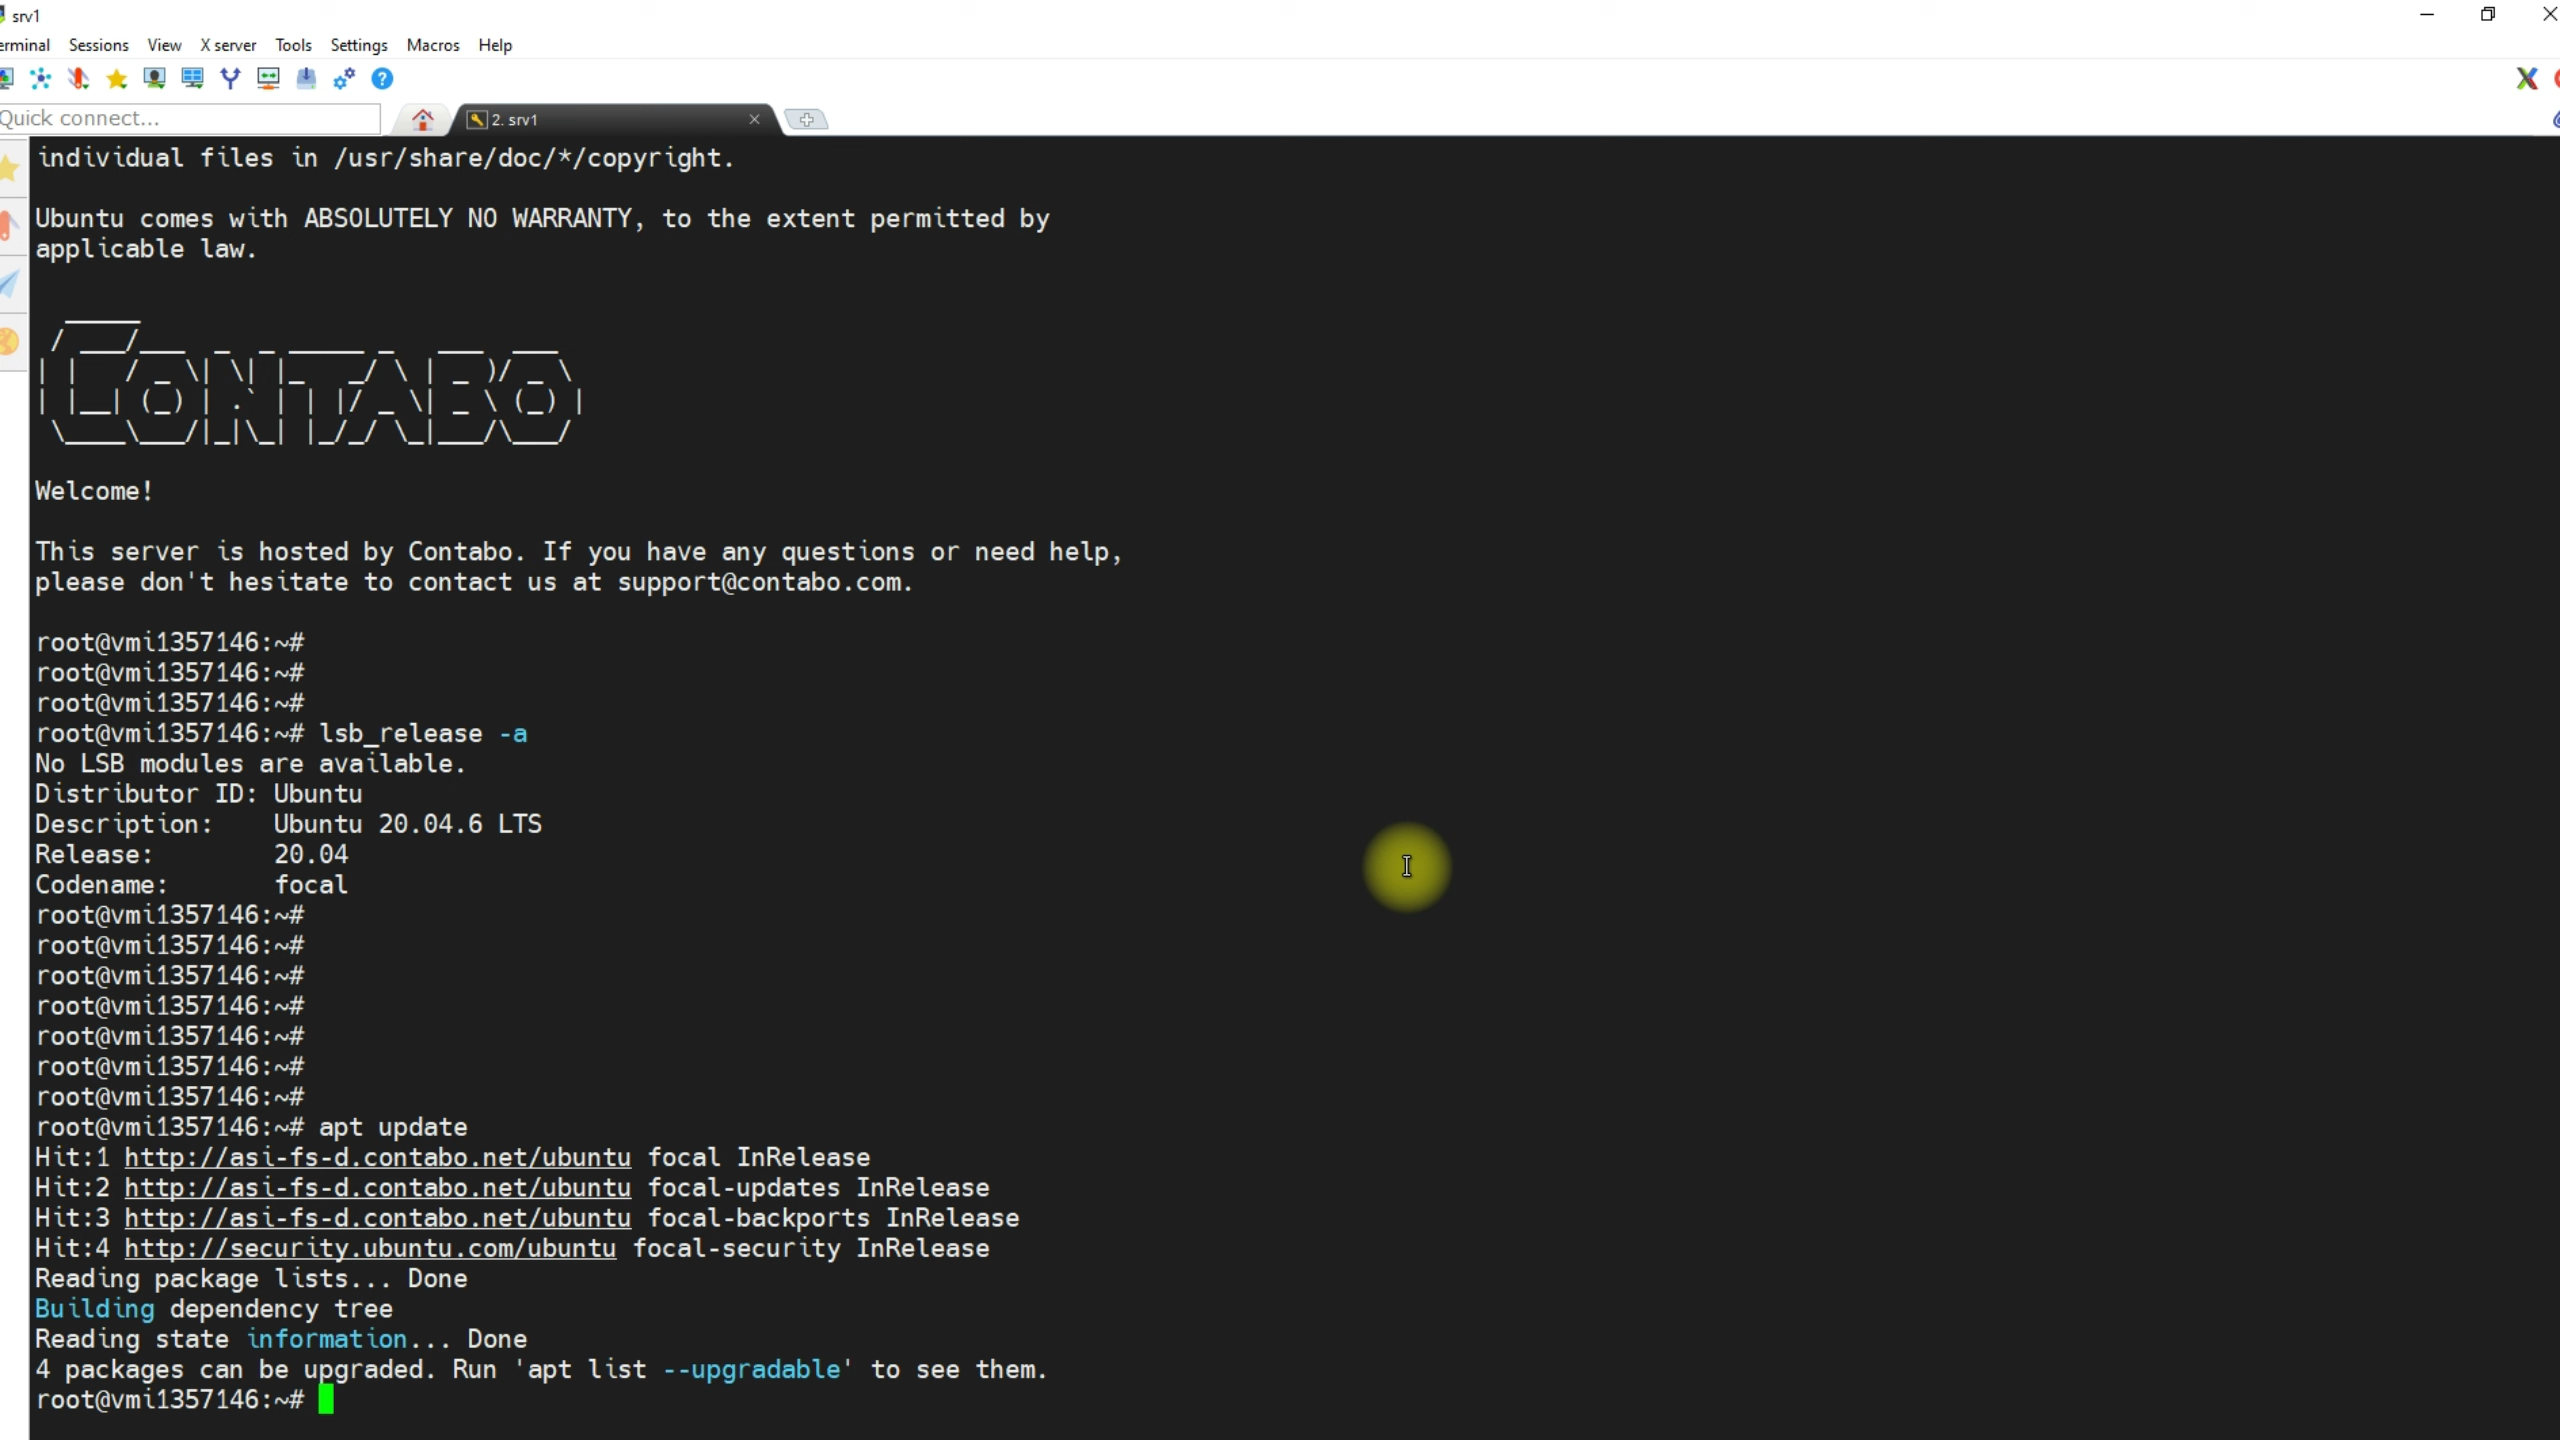 srv1
erminal Sessions View X server Tools Settings Macros Help
Quick connect...
2. srv1
individual files in /usr/share/doc/*/copyright.
Ubuntu comes with ABSOLUTELY NO WARRANTY, to the extent permitted by
applicable law.
CONTABO
Welcome!
This server is hosted by Contabo. If you have any questions or need help,
please don't hesitate to contact us at support@contabo.com.
root@vmi1357146:~#
root@vmi1357146:~#
root@vmi1357146:~#
root@vmi1357146:~# lsb_release -a
No LSB modules are available.
Distributor ID: Ubuntu
Description: Ubuntu 20.04.6 LTS
Release: 20.04
Codename: focal
root@vmi1357146:~#
root@vmi1357146:~#
root@vmi1357146:~#
root@vmi1357146:~#
root@vmi1357146:~#
root@vmi1357146:~#
root@vmi1357146:~#
root@vmi1357146:~# apt update
Hit:1 http://asi-fs-d.contabo.net/ubuntu focal InRelease
Hit:2 http://asi-fs-d.contabo.net/ubuntu focal-updates InRelease
Hit:3 http://asi-fs-d.contabo.net/ubuntu focal-backports InRelease
Hit:4 http://security.ubuntu.com/ubuntu focal-security InRelease
Reading package lists... Done
Building dependency tree
Reading state information... Done
4 packages can be upgraded. Run 'apt list --upgradable' to see them.
root@vmi1357146:~#